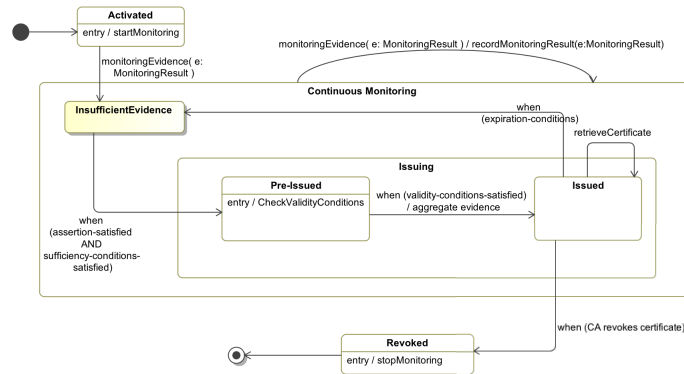 Activated
entry / startMonitoring
monitoringEvidence( e:
MonitoringResult )
monitoringEvidence( e: MonitoringResult ) / recordMonitoringResult(e:MonitoringResult)
Continuous Monitoring
InsufficientEvidence
when
(expiration-conditions)
retrieveCertificate
Issuing
Pre-Issued
entry / CheckValidityConditions
when (validity-conditions-satisfied)
/ aggregate evidence
Issued
when
(assertion-satisfied
AND
sufficiency-conditions-
satisfied)
when (CA revokes certificate)
Revoked
entry / stopMonitoring